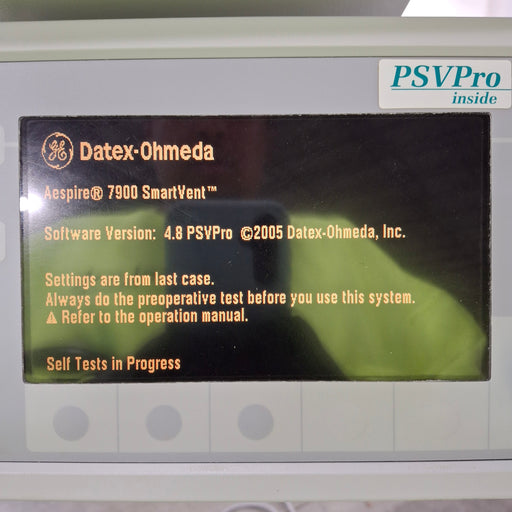 PSVPro
inside
GE Datex-Ohmeda
Aespire® 7900 SmartVent™
Software Version: 4.8 PSVPro ©2005 Datex-Ohmeda, Inc.
Settings are from last case.
Always do the preoperative test before you use this system.
⚠ Refer to the operation manual.
Self Tests in Progress